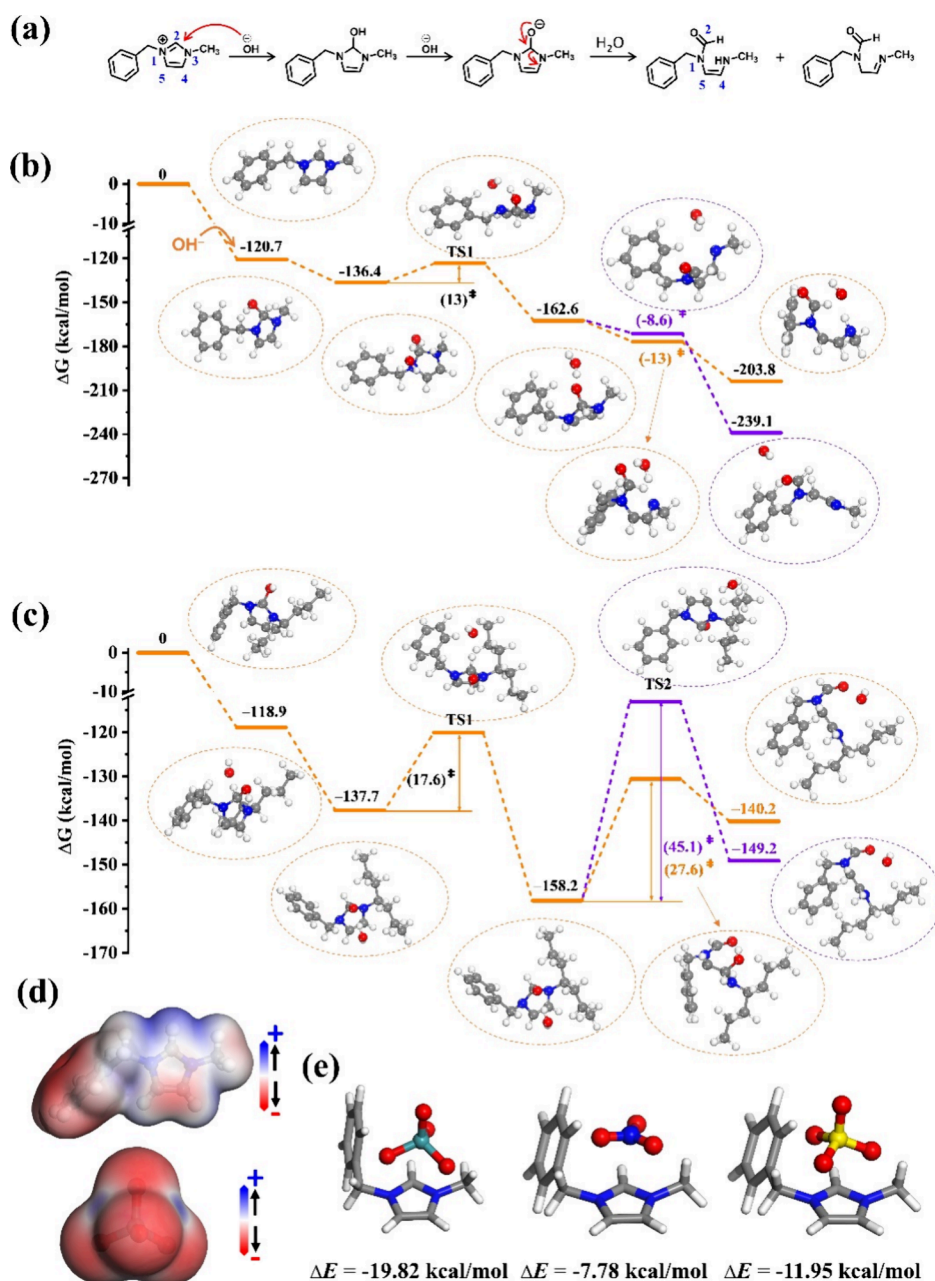 (a)
2
⊕
N
N
CH₃
1
3
5
4
⊖
OH
OH
N
N
CH₃
⊖
OH
⊖
O
N
N
CH₃
H₂O
2
O
H
N
HN
CH₃
1
5
4
+
O
H
N
N
CH₃
(b)
ΔG (kcal/mol)
0
-10
-120
-150
-180
-210
-240
-270
0
OH⁻
-120.7
-136.4
TS1
(13)‡
-162.6
(-8.6)‡
(-13)‡
-203.8
-239.1
(c)
ΔG (kcal/mol)
0
-10
-120
-130
-140
-150
-160
-170
0
−118.9
−137.7
TS1
(17.6)‡
−158.2
TS2
(45.1)‡
(27.6)‡
−140.2
−149.2
(d)
+
-
+
-
(e)
ΔE = -19.82 kcal/mol
ΔE = -7.78 kcal/mol
ΔE = -11.95 kcal/mol